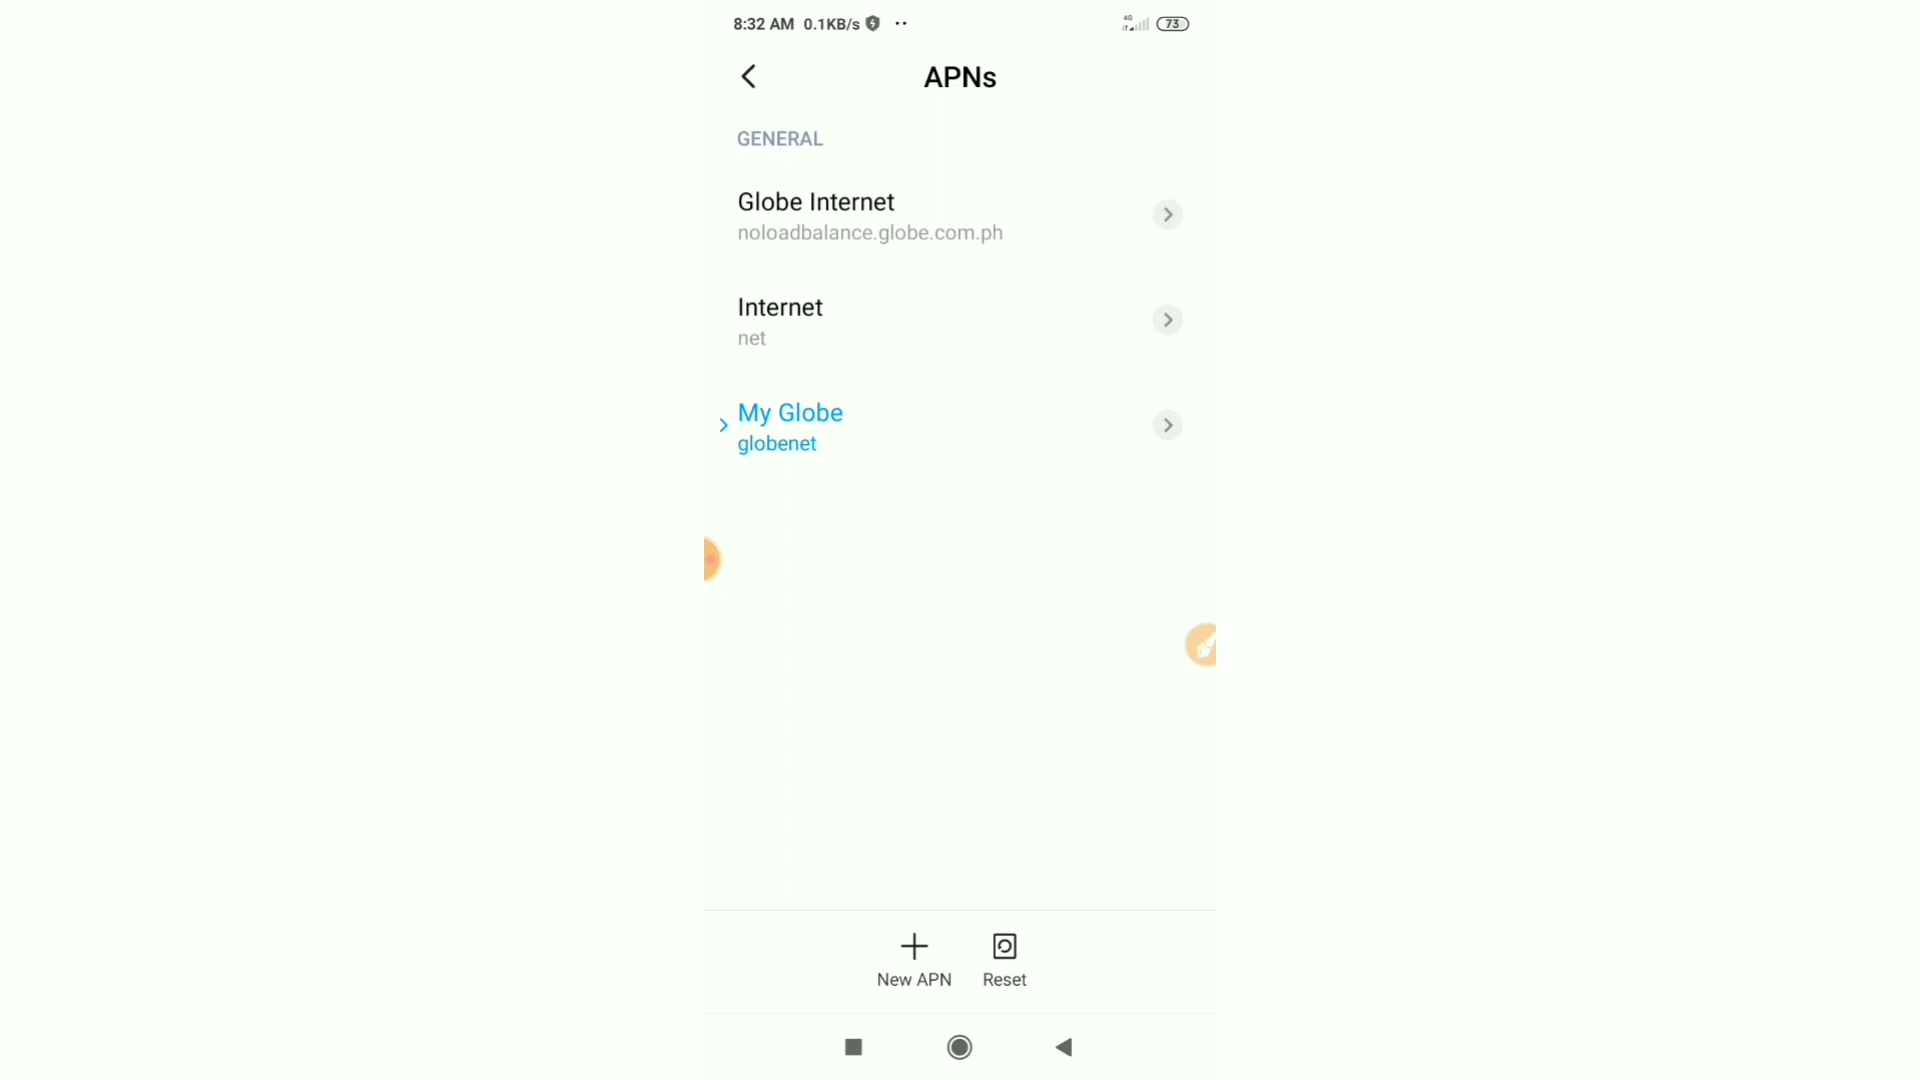 8:32 AM 0.1KB/s
4G
73
APNs
GENERAL
Globe Internet
noloadbalance.globe.com.ph
Internet
net
My Globe
globenet
New APN
Reset